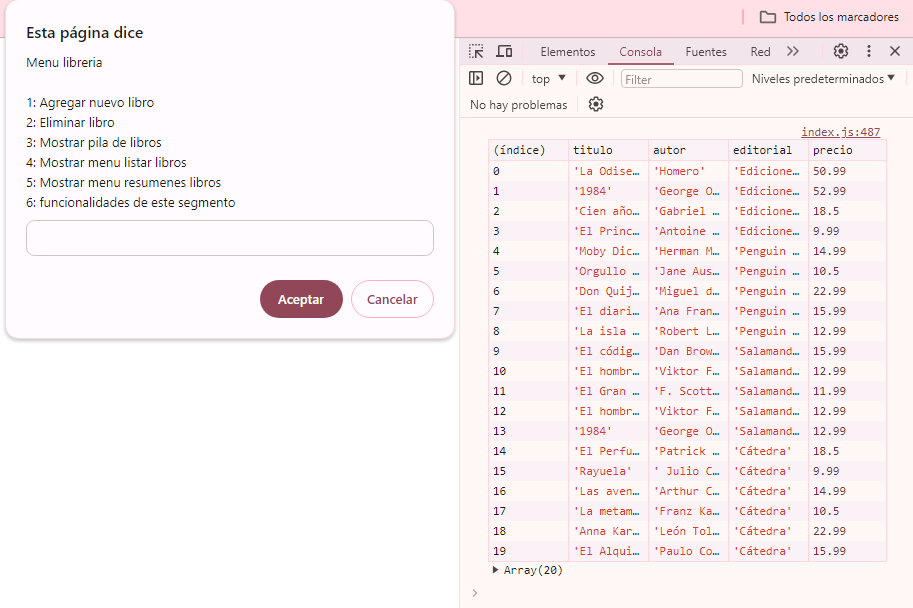 Todos los marcadores
Esta página dice
Menu libreria
1: Agregar nuevo libro
2: Eliminar libro
3: Mostrar pila de libros
4: Mostrar menu listar libros
5: Mostrar menu resumenes libros
6: funcionalidades de este segmento
Aceptar Cancelar
Elementos Consola Fuentes Red
top Filter Niveles predeterminados
No hay problemas
index.js:487
(índice) titulo autor editorial precio
0 'La Odise… 'Homero' 'Edicione… 50.99
1 '1984' 'George O… 'Edicione… 52.99
2 'Cien año… 'Gabriel … 'Edicione… 18.5
3 'El Princ… 'Antoine … 'Edicione… 9.99
4 'Moby Dic… 'Herman M… 'Penguin … 14.99
5 'Orgullo … 'Jane Aus… 'Penguin … 10.5
6 'Don Quij… 'Miguel d… 'Penguin … 22.99
7 'El diari… 'Ana Fran… 'Penguin … 15.99
8 'La isla … 'Robert L… 'Penguin … 12.99
9 'El códig… 'Dan Brow… 'Salamand… 15.99
10 'El hombr… 'Viktor F… 'Salamand… 12.99
11 'El Gran … 'F. Scott… 'Salamand… 11.99
12 'El hombr… 'Viktor F… 'Salamand… 12.99
13 '1984' 'George O… 'Salamand… 12.99
14 'El Perfu… 'Patrick … 'Cátedra' 18.5
15 'Rayuela' ' Julio C… 'Cátedra' 9.99
16 'Las aven… 'Arthur C… 'Cátedra' 14.99
17 'La metam… 'Franz Ka… 'Cátedra' 10.5
18 'Anna Kar… 'León Tol… 'Cátedra' 22.99
19 'El Alqui… 'Paulo Co… 'Cátedra' 15.99
Array(20)